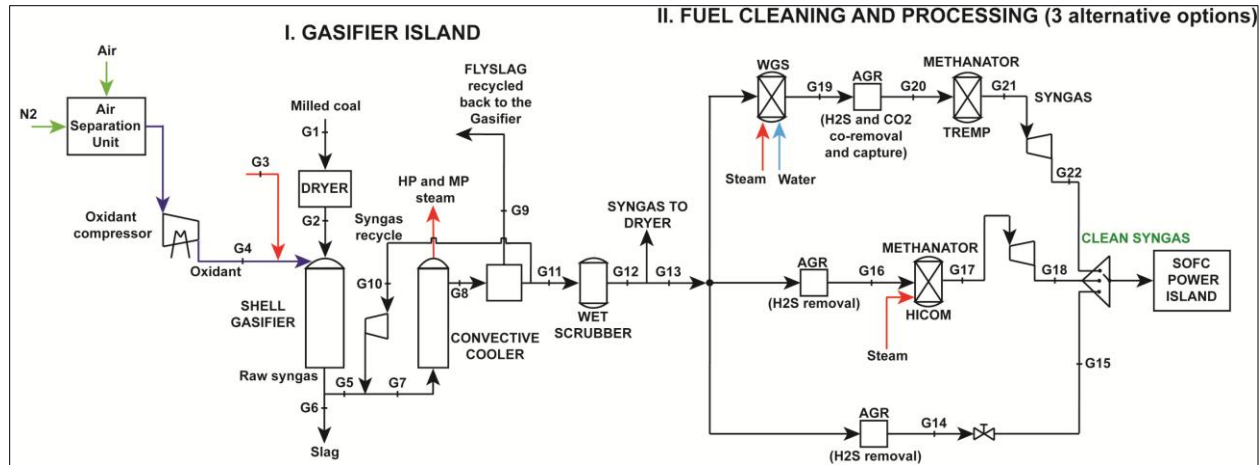 I. GASIFIER ISLAND
II. FUEL CLEANING AND PROCESSING (3 alternative options)
Air
N2
Air
Separation
Unit
Oxidant
compressor
G4
Oxidant
G3
Milled coal
G1
DRYER
G2
SHELL
GASIFIER
Raw syngas
G5
G6
Slag
G7
G10
Syngas
recycle
HP and MP
steam
CONVECTIVE
COOLER
G8
FLYSLAG
recycled
back to the
Gasifier
G9
G11
WET
SCRUBBER
G12
SYNGAS TO
DRYER
G13
WGS
Steam
Water
G19
AGR
(H2S and CO2
co-removal
and capture)
G20
METHANATOR
TREMP
G21
SYNGAS
G22
AGR
(H2S removal)
G16
METHANATOR
HICOM
Steam
G17
G18
CLEAN SYNGAS
SOFC
POWER
ISLAND
G15
AGR
(H2S removal)
G14